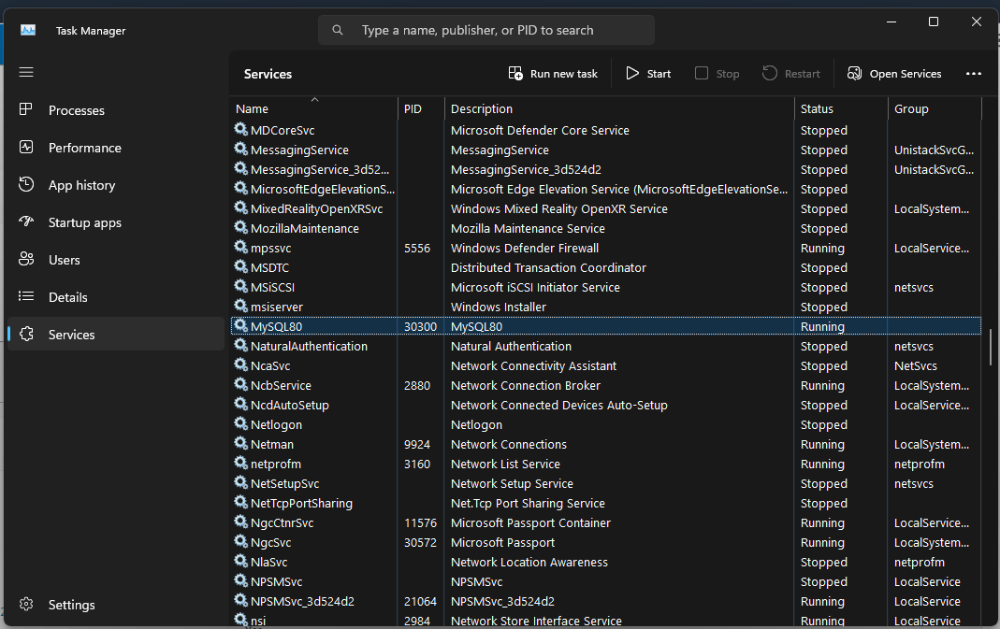 Task Manager
Type a name, publisher, or PID to search
Services
Run new task
Start
Stop
Restart
Open Services
Processes
Performance
App history
Startup apps
Users
Details
Services
Settings
Name PID Description Status Group
MDCoreSvc Microsoft Defender Core Service Stopped
MessagingService MessagingService Stopped UnistackSvcG...
MessagingService_3d52... MessagingService_3d524d2 Stopped UnistackSvcG...
MicrosoftEdgeElevationS... Microsoft Edge Elevation Service (MicrosoftEdgeElevationSe... Stopped
MixedRealityOpenXRSvc Windows Mixed Reality OpenXR Service Stopped LocalSystem...
MozillaMaintenance Mozilla Maintenance Service Stopped
mpssvc 5556 Windows Defender Firewall Running LocalService...
MSDTC Distributed Transaction Coordinator Stopped
MSiSCSI Microsoft iSCSI Initiator Service Stopped netsvcs
msiserver Windows Installer Stopped
MySQL80 30300 MySQL80 Running
NaturalAuthentication Natural Authentication Stopped netsvcs
NcaSvc Network Connectivity Assistant Stopped NetSvcs
NcbService 2880 Network Connection Broker Running LocalSystem...
NcdAutoSetup Network Connected Devices Auto-Setup Stopped LocalService...
Netlogon Netlogon Stopped
Netman 9924 Network Connections Running LocalSystem...
netprofm 3160 Network List Service Running netprofm
NetSetupSvc Network Setup Service Stopped netsvcs
NetTcpPortSharing Net.Tcp Port Sharing Service Stopped
NgcCtnrSvc 11576 Microsoft Passport Container Running LocalService...
NgcSvc 30572 Microsoft Passport Running LocalSystem...
NlaSvc Network Location Awareness Stopped netprofm
NPSMSvc NPSMSvc Stopped LocalService
NPSMSvc_3d524d2 21064 NPSMSvc_3d524d2 Running LocalService
nsi 2984 Network Store Interface Service Running LocalService